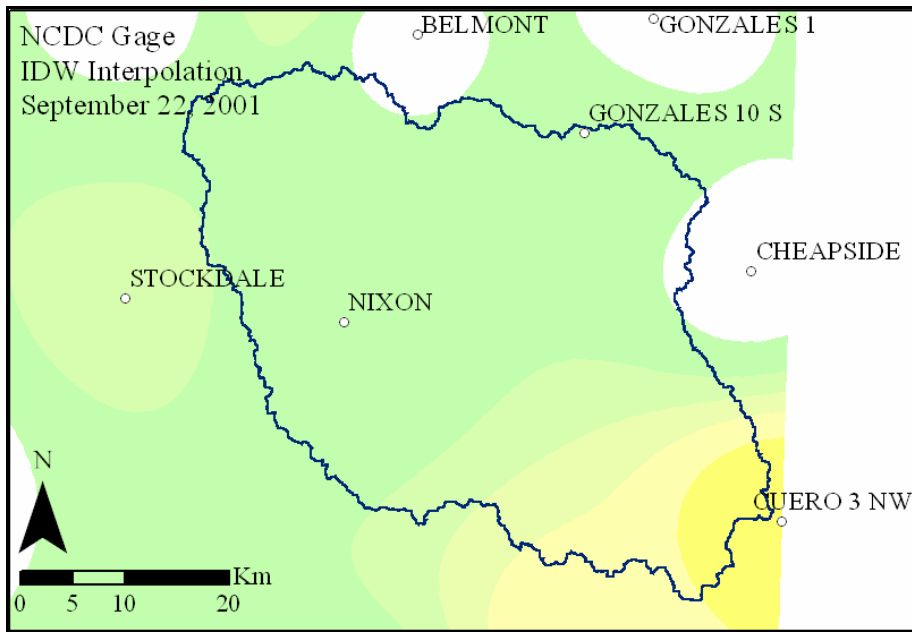 NCDC Gage
IDW Interpolation
September 22, 2001
BELMONT
GONZALES 1
GONZALES 10 S
CHEAPSIDE
STOCKDALE
NIXON
CUERO 3 NW
N
Km
0 5 10 20